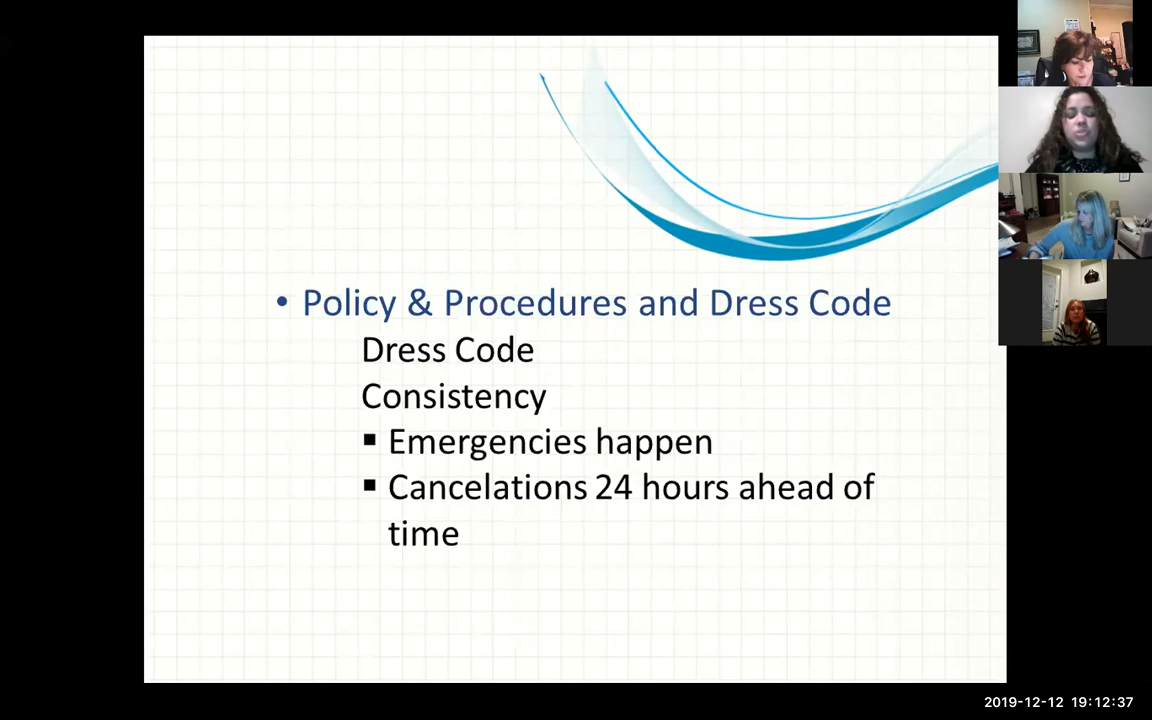 • Policy & Procedures and Dress Code
Dress Code
Consistency
▪ Emergencies happen
▪ Cancelations 24 hours ahead of
time
2019-12-12 19:12:37